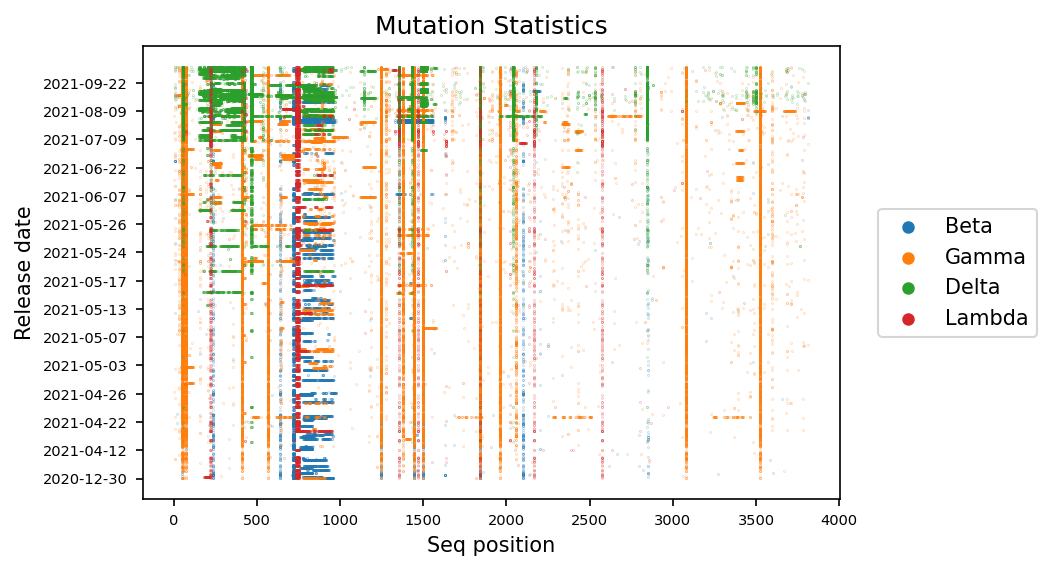 Mutation Statistics
Release date
2021-09-22
2021-08-09
2021-07-09
2021-06-22
2021-06-07
2021-05-26
2021-05-24
2021-05-17
2021-05-13
2021-05-07
2021-05-03
2021-04-26
2021-04-22
2021-04-12
2020-12-30
0 500 1000 1500 2000 2500 3000 3500 4000
Seq position
Beta
Gamma
Delta
Lambda